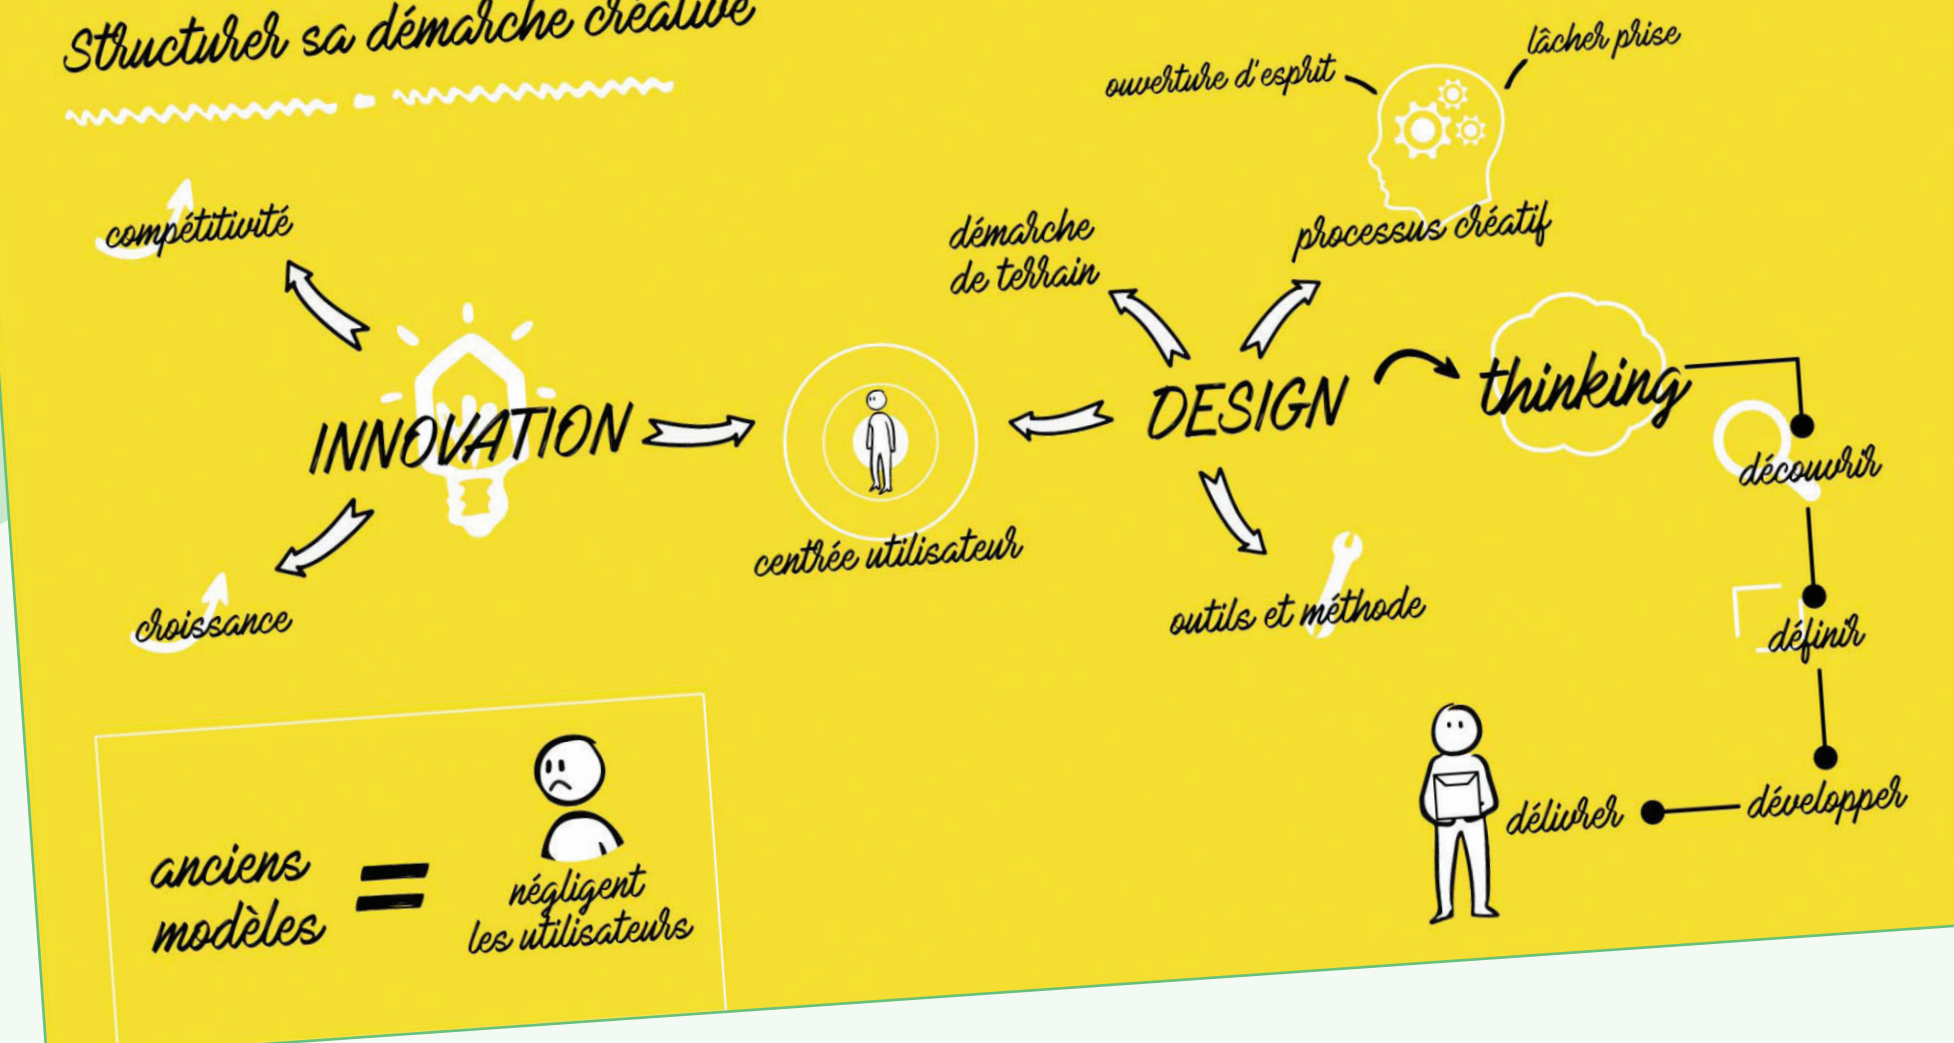 Structurer sa démarche créative
compétitivité
INNOVATION
croissance
centrée utilisateur
ouverture d'esprit
lâcher prise
processus créatif
démarche
de terrain
DESIGN
thinking
outils et méthode
découvrir
définir
développer
délivrer
anciens
modèles
=
négligent
les utilisateurs